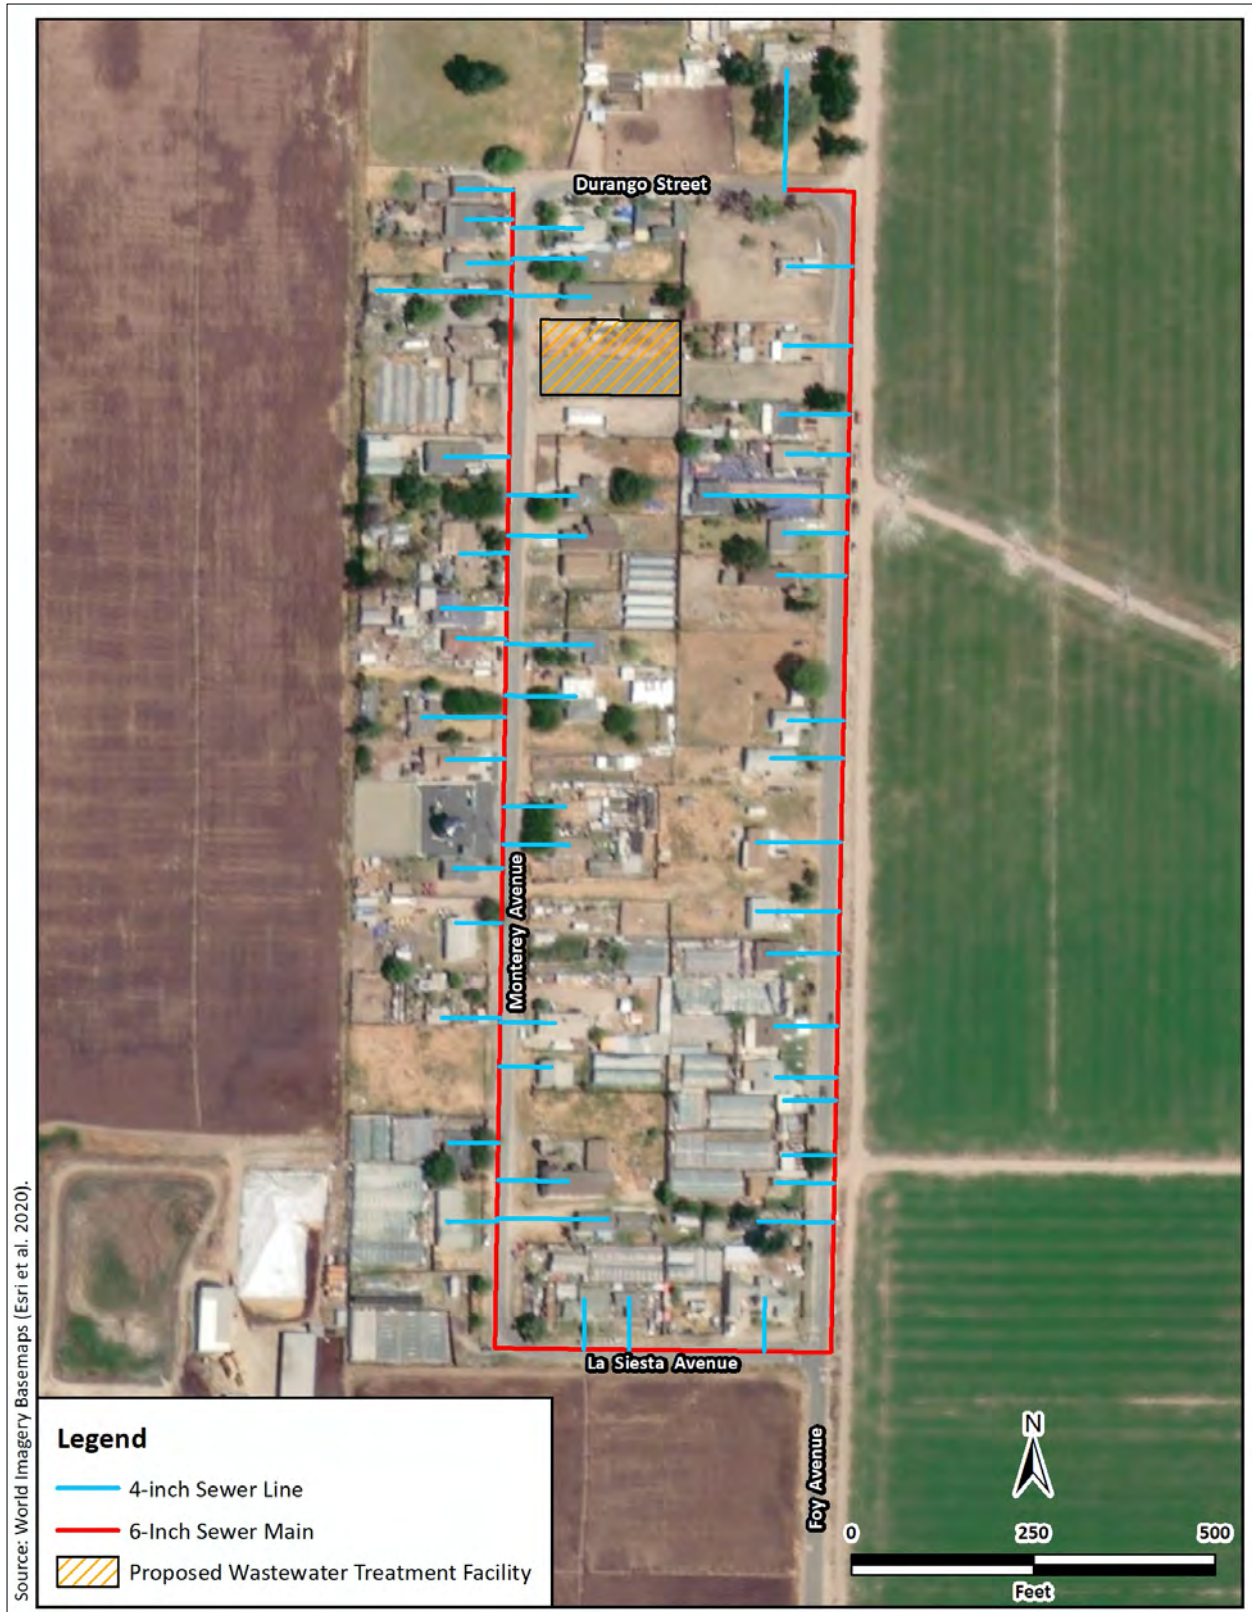 Durango Street
Monterey Avenue
La Siesta Avenue
Foy Avenue
Source: World Imagery Basemaps (Esri et al. 2020).
Legend
4-inch Sewer Line
6-Inch Sewer Main
Proposed Wastewater Treatment Facility
N
0 250 500
Feet